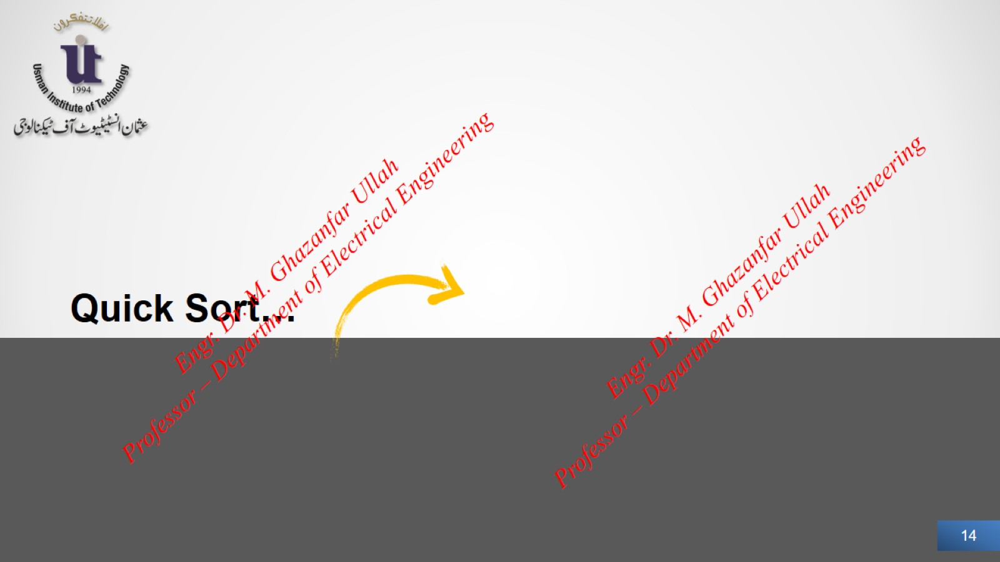 افلا تتفكرون
1994
Usman Institute of Technology
عثمان انسٹیٹیوٹ آف ٹیکنالوجی
Quick Sort...
Engr. Dr. M. Ghazanfar Ullah
Professor – Department of Electrical Engineering
Engr. Dr. M. Ghazanfar Ullah
Professor – Department of Electrical Engineering
14